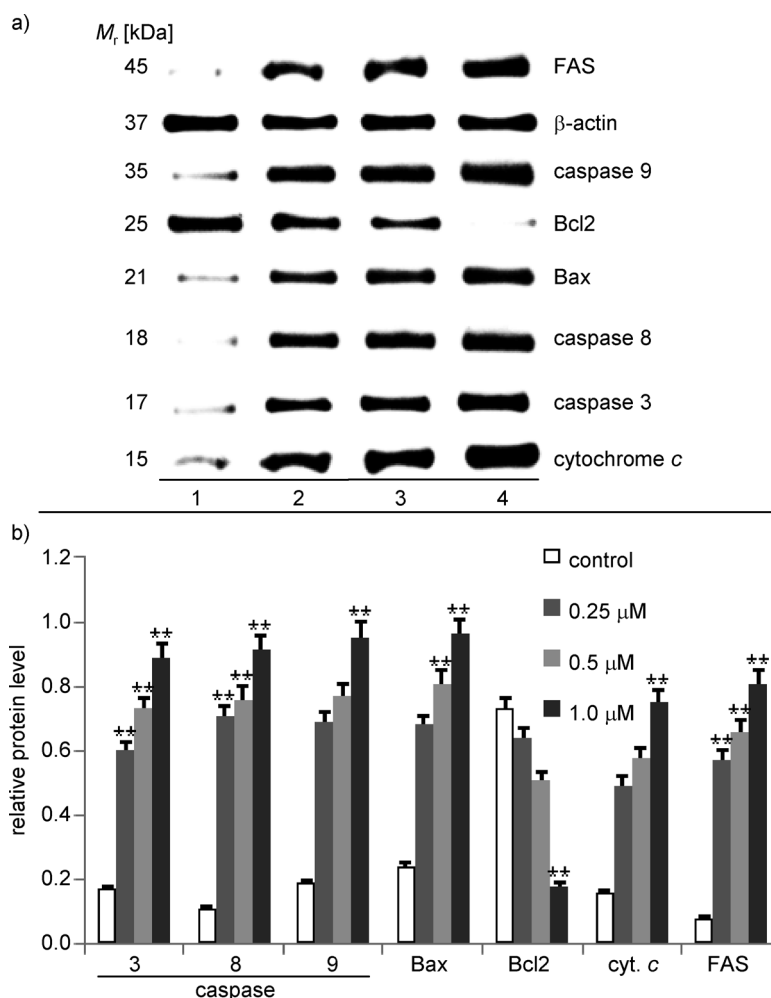 a)
Mr [kDa]
45 FAS
37 β-actin
35 caspase 9
25 Bcl2
21 Bax
18 caspase 8
17 caspase 3
15 cytochrome c
1 2 3 4
b)
relative protein level
1.2
1.0
0.8
0.6
0.4
0.2
0.0
control
0.25 μM
0.5 μM
1.0 μM
++ ++ ++ ++ ++ ++ ++ ++ ++ ++ ++ ++ ++ ++
3 8 9 Bax Bcl2 cyt. c FAS
caspase